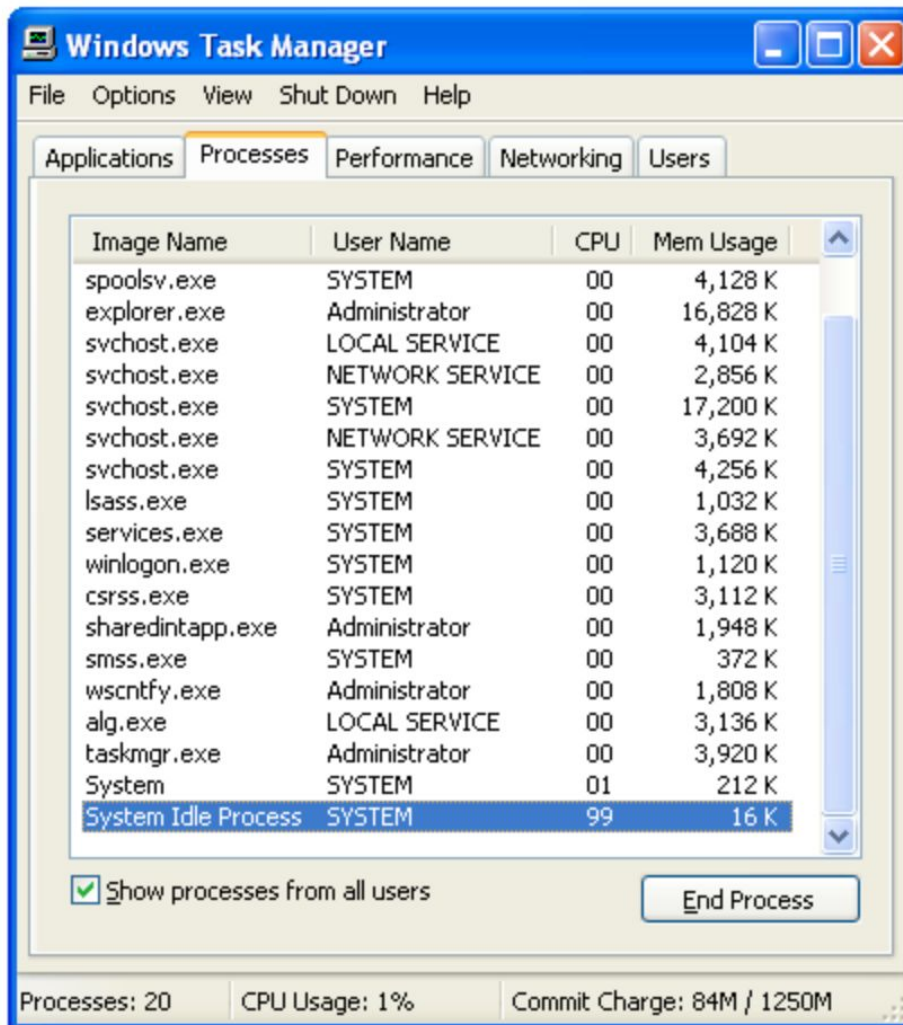 Windows Task Manager
File Options View Shut Down Help
Applications Processes Performance Networking Users
Image Name User Name CPU Mem Usage
spoolsv.exe SYSTEM 00 4,128 K
explorer.exe Administrator 00 16,828 K
svchost.exe LOCAL SERVICE 00 4,104 K
svchost.exe NETWORK SERVICE 00 2,856 K
svchost.exe SYSTEM 00 17,200 K
svchost.exe NETWORK SERVICE 00 3,692 K
svchost.exe SYSTEM 00 4,256 K
lsass.exe SYSTEM 00 1,032 K
services.exe SYSTEM 00 3,688 K
winlogon.exe SYSTEM 00 1,120 K
csrss.exe SYSTEM 00 3,112 K
sharedintapp.exe Administrator 00 1,948 K
smss.exe SYSTEM 00 372 K
wscntfy.exe Administrator 00 1,808 K
alg.exe LOCAL SERVICE 00 3,136 K
taskmgr.exe Administrator 00 3,920 K
System SYSTEM 01 212 K
System Idle Process SYSTEM 99 16 K
Show processes from all users
End Process
Processes: 20 CPU Usage: 1% Commit Charge: 84M / 1250M